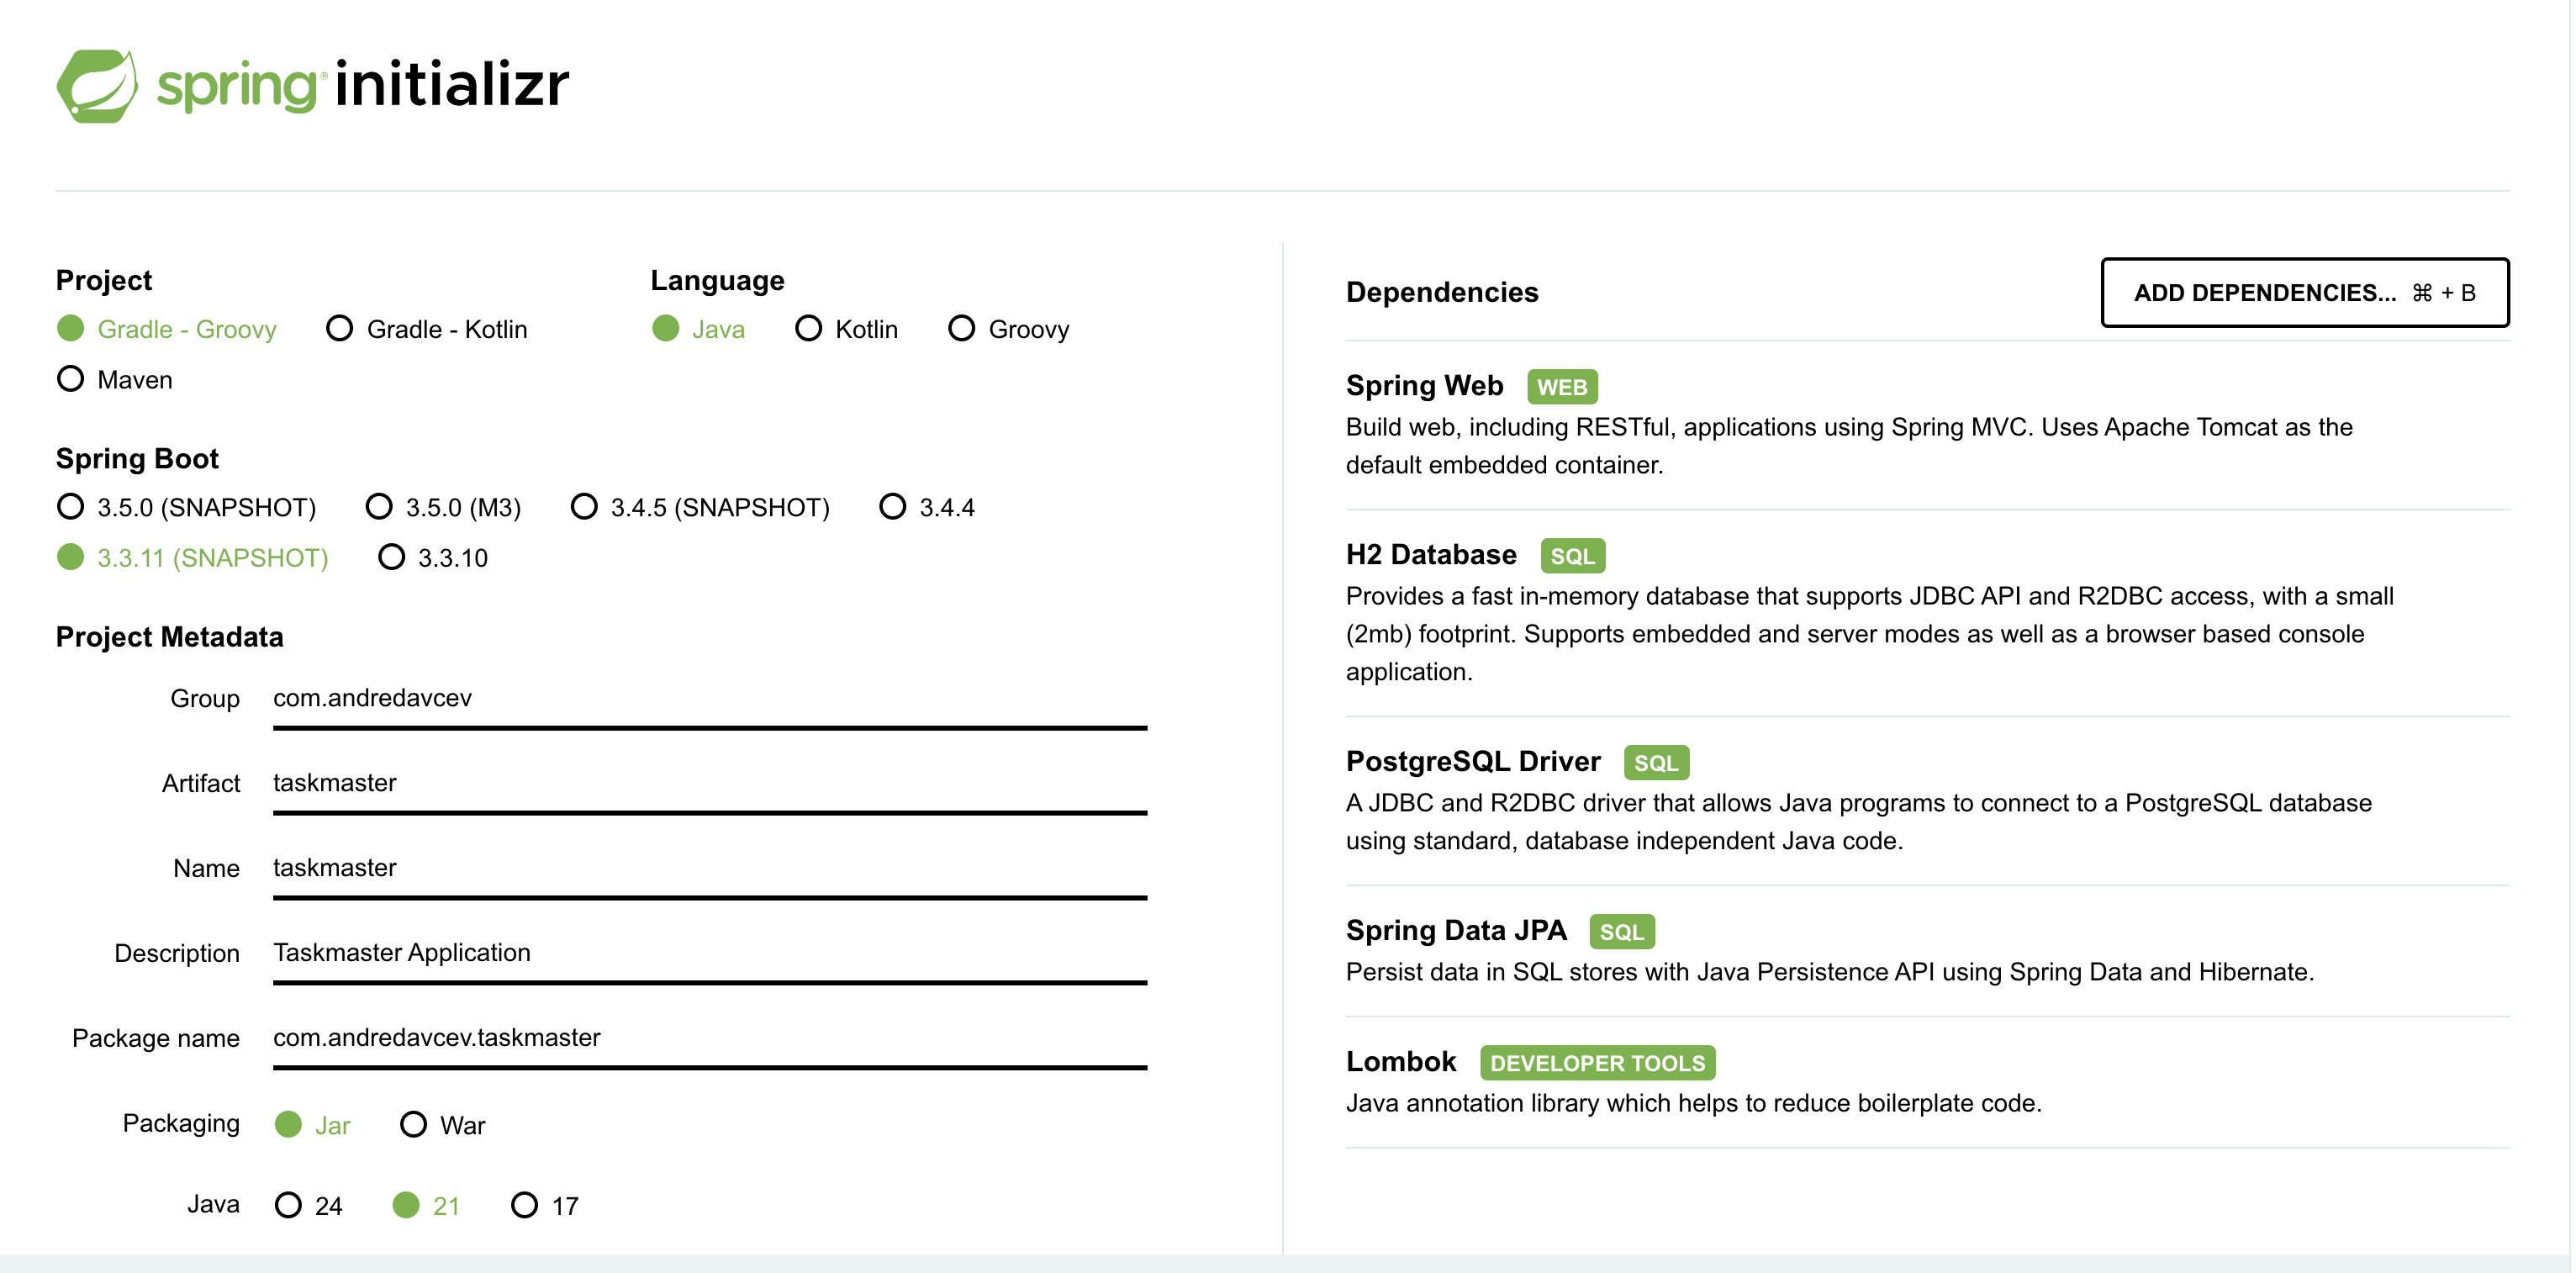 spring® initializr
Project
Gradle - Groovy Gradle - Kotlin
Maven
Language
Java Kotlin Groovy
Spring Boot
3.5.0 (SNAPSHOT) 3.5.0 (M3) 3.4.5 (SNAPSHOT) 3.4.4
3.3.11 (SNAPSHOT) 3.3.10
Project Metadata
Group com.andredavcev
Artifact taskmaster
Name taskmaster
Description Taskmaster Application
Package name com.andredavcev.taskmaster
Packaging Jar War
Java 24 21 17
Dependencies ADD DEPENDENCIES... ⌘ + B
Spring Web WEB
Build web, including RESTful, applications using Spring MVC. Uses Apache Tomcat as the
default embedded container.
H2 Database SQL
Provides a fast in-memory database that supports JDBC API and R2DBC access, with a small
(2mb) footprint. Supports embedded and server modes as well as a browser based console
application.
PostgreSQL Driver SQL
A JDBC and R2DBC driver that allows Java programs to connect to a PostgreSQL database
using standard, database independent Java code.
Spring Data JPA SQL
Persist data in SQL stores with Java Persistence API using Spring Data and Hibernate.
Lombok DEVELOPER TOOLS
Java annotation library which helps to reduce boilerplate code.